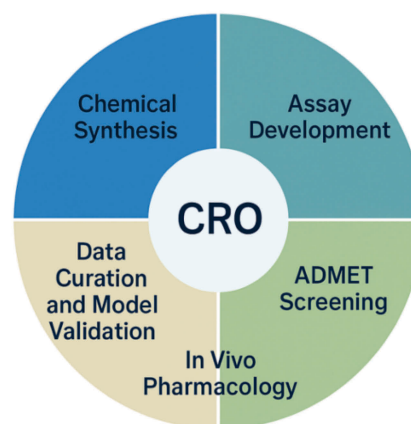 Chemical
Synthesis
Assay
Development
CRO
Data
Curation
and Model
Validation
ADMET
Screening
In Vivo
Pharmacology